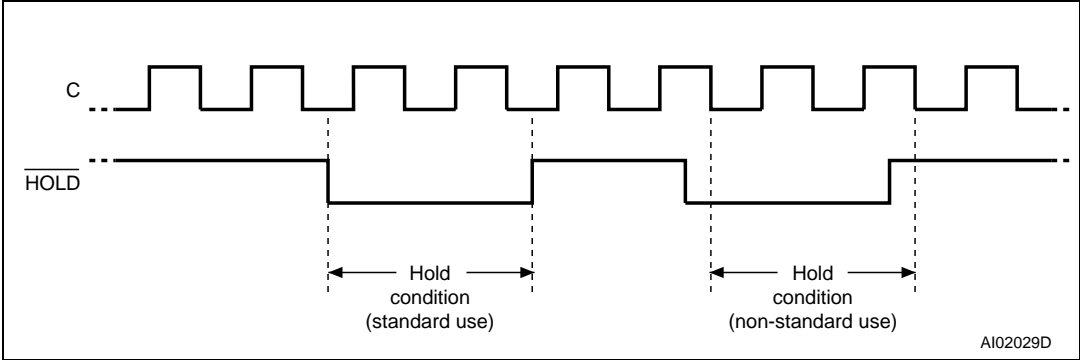 C
HOLD
Hold
condition
(standard use)
Hold
condition
(non-standard use)
AI02029D